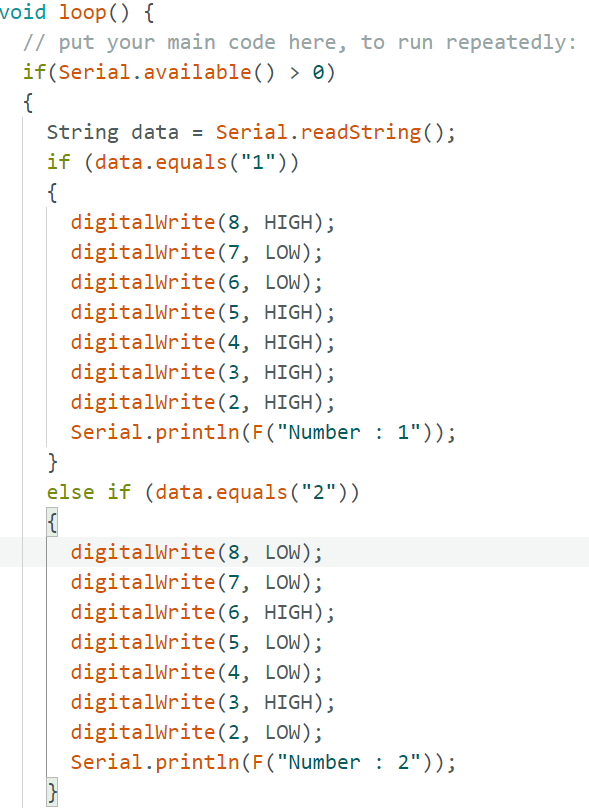 void loop() {
  // put your main code here, to run repeatedly:
  if(Serial.available() > 0)
  {
    String data = Serial.readString();
    if (data.equals("1"))
    {
      digitalWrite(8, HIGH);
      digitalWrite(7, LOW);
      digitalWrite(6, LOW);
      digitalWrite(5, HIGH);
      digitalWrite(4, HIGH);
      digitalWrite(3, HIGH);
      digitalWrite(2, HIGH);
      Serial.println(F("Number : 1"));
    }
    else if (data.equals("2"))
    {
      digitalWrite(8, LOW);
      digitalWrite(7, LOW);
      digitalWrite(6, HIGH);
      digitalWrite(5, LOW);
      digitalWrite(4, LOW);
      digitalWrite(3, HIGH);
      digitalWrite(2, LOW);
      Serial.println(F("Number : 2"));
    }